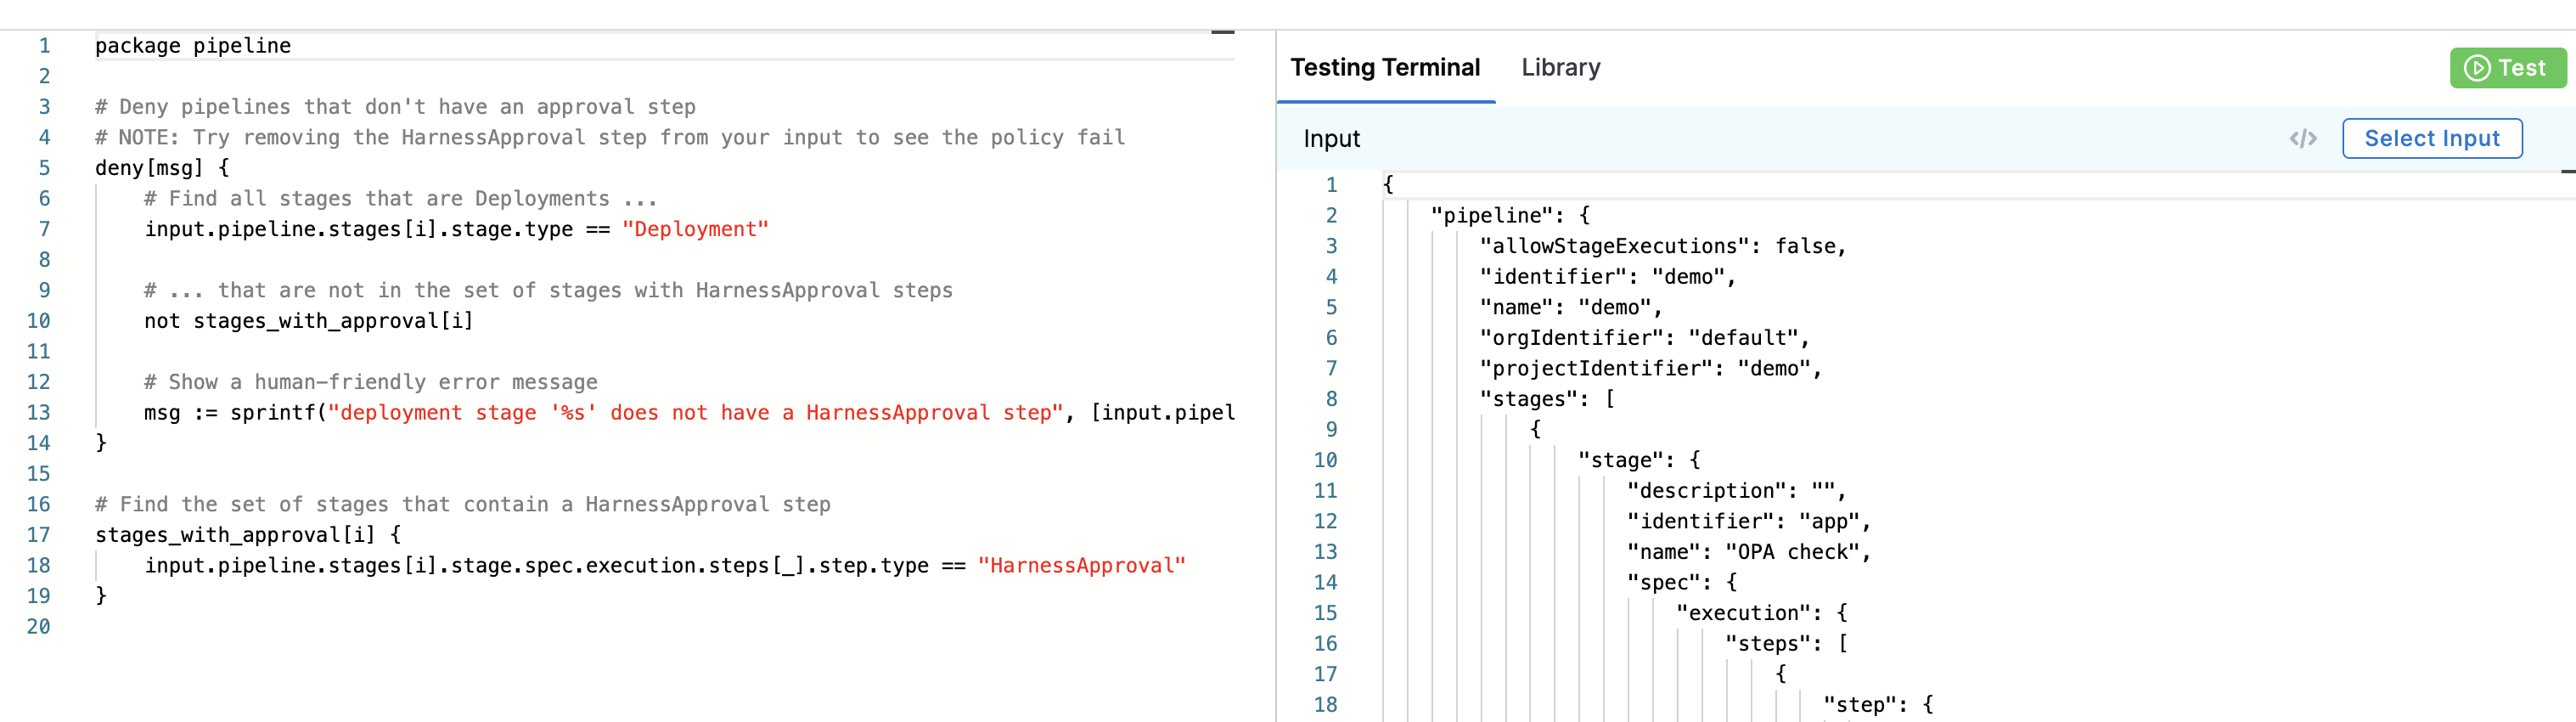 1 package pipeline
2
3 # Deny pipelines that don't have an approval step
4 # NOTE: Try removing the HarnessApproval step from your input to see the policy fail
5 deny[msg] {
6 # Find all stages that are Deployments ...
7 input.pipeline.stages[i].stage.type == "Deployment"
8
9 # ... that are not in the set of stages with HarnessApproval steps
10 not stages_with_approval[i]
11
12 # Show a human-friendly error message
13 msg := sprintf("deployment stage '%s' does not have a HarnessApproval step", [input.pipel
14 }
15
16 # Find the set of stages that contain a HarnessApproval step
17 stages_with_approval[i] {
18 input.pipeline.stages[i].stage.spec.execution.steps[_].step.type == "HarnessApproval"
19 }
20
Testing Terminal Library Test
Input </> Select Input
1 {
2 "pipeline": {
3 "allowStageExecutions": false,
4 "identifier": "demo",
5 "name": "demo",
6 "orgIdentifier": "default",
7 "projectIdentifier": "demo",
8 "stages": [
9 {
10 "stage": {
11 "description": "",
12 "identifier": "app",
13 "name": "OPA check",
14 "spec": {
15 "execution": {
16 "steps": [
17 {
18 "step": {